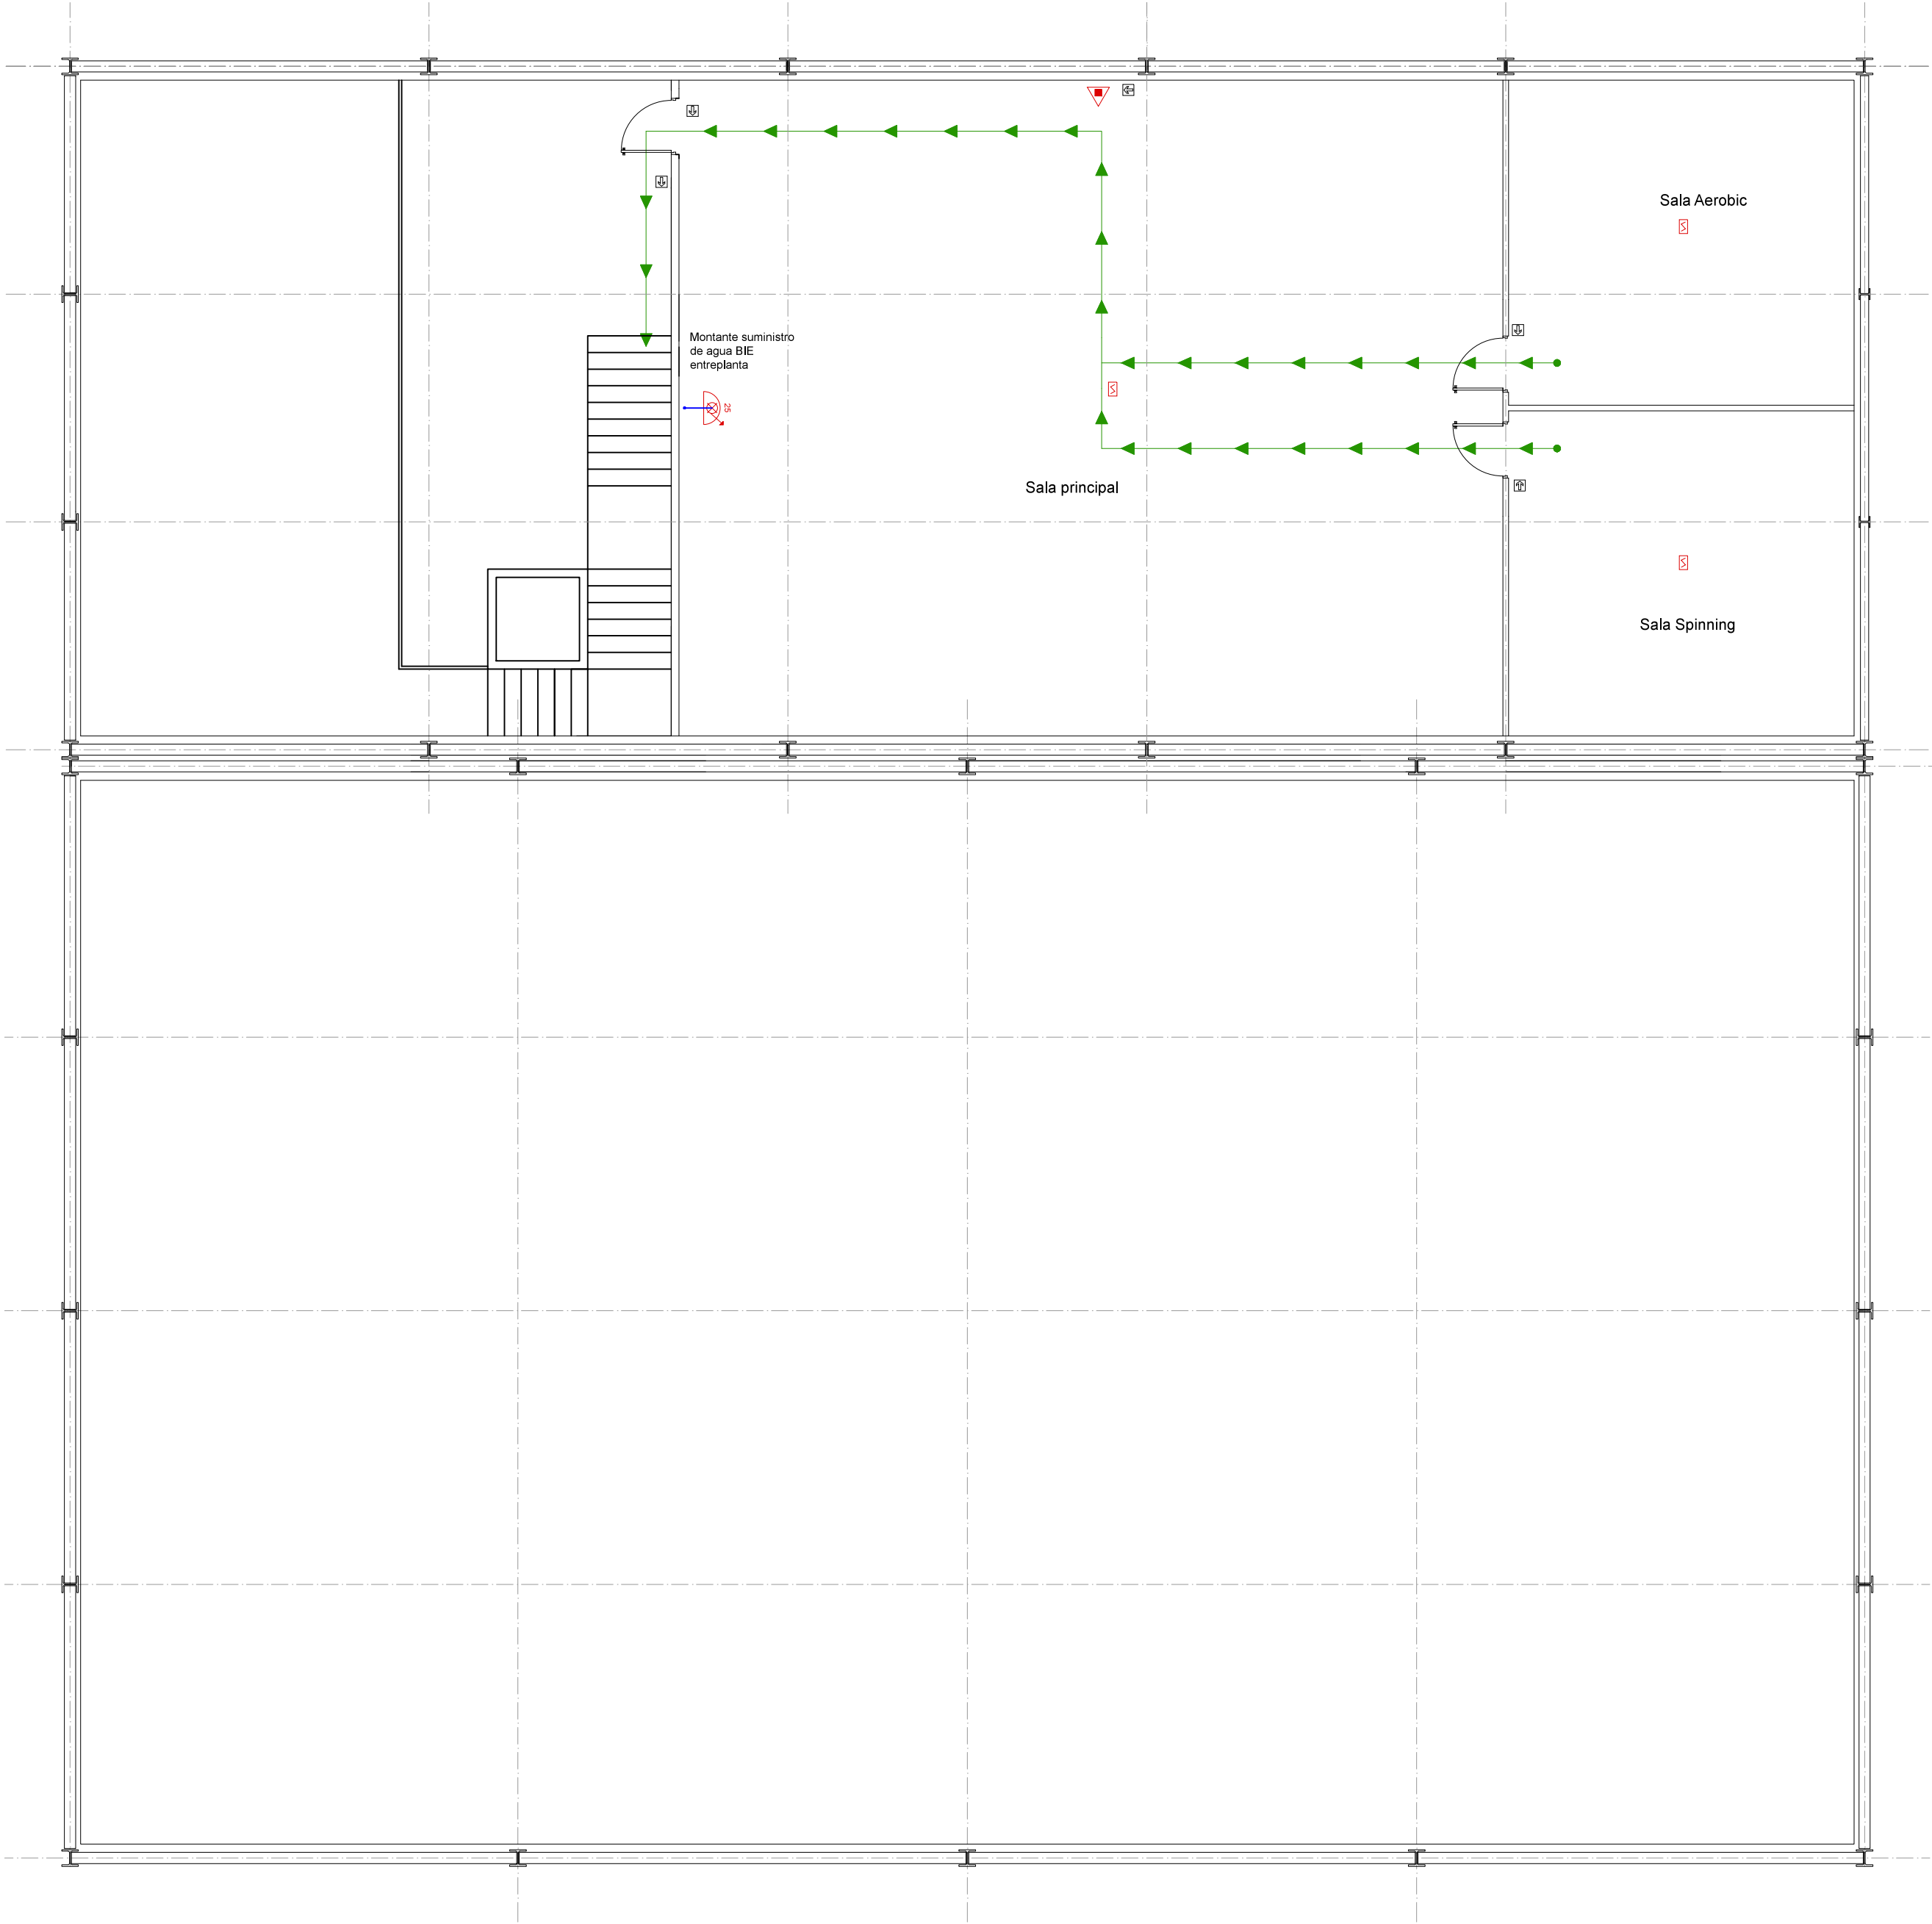 Sala Aerobic
Montante suministro
de agua BIE
entreplanta
25
Sala principal
Sala Spinning